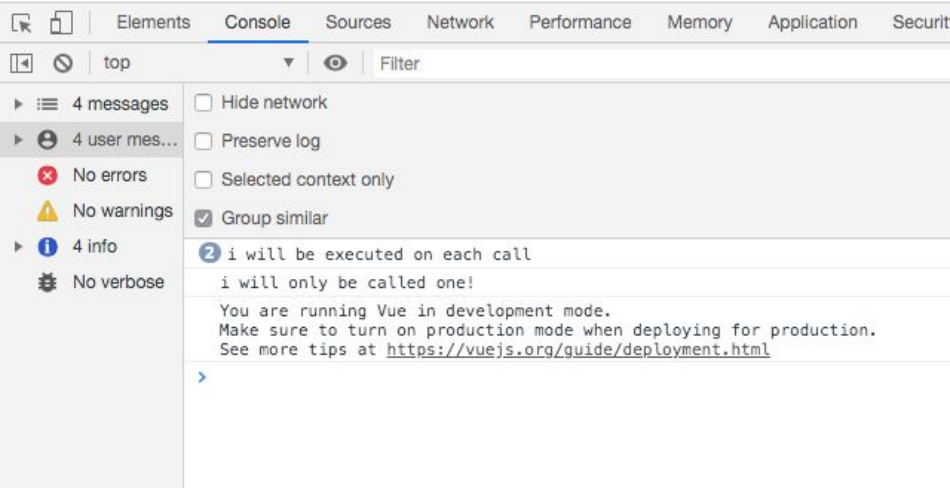 Elements Console Sources Network Performance Memory Application Securit
top Filter
4 messages
4 user mes...
No errors
No warnings
4 info
No verbose
Hide network
Preserve log
Selected context only
Group similar
2 i will be executed on each call
i will only be called one!
You are running Vue in development mode.
Make sure to turn on production mode when deploying for production.
See more tips at https://vuejs.org/guide/deployment.html